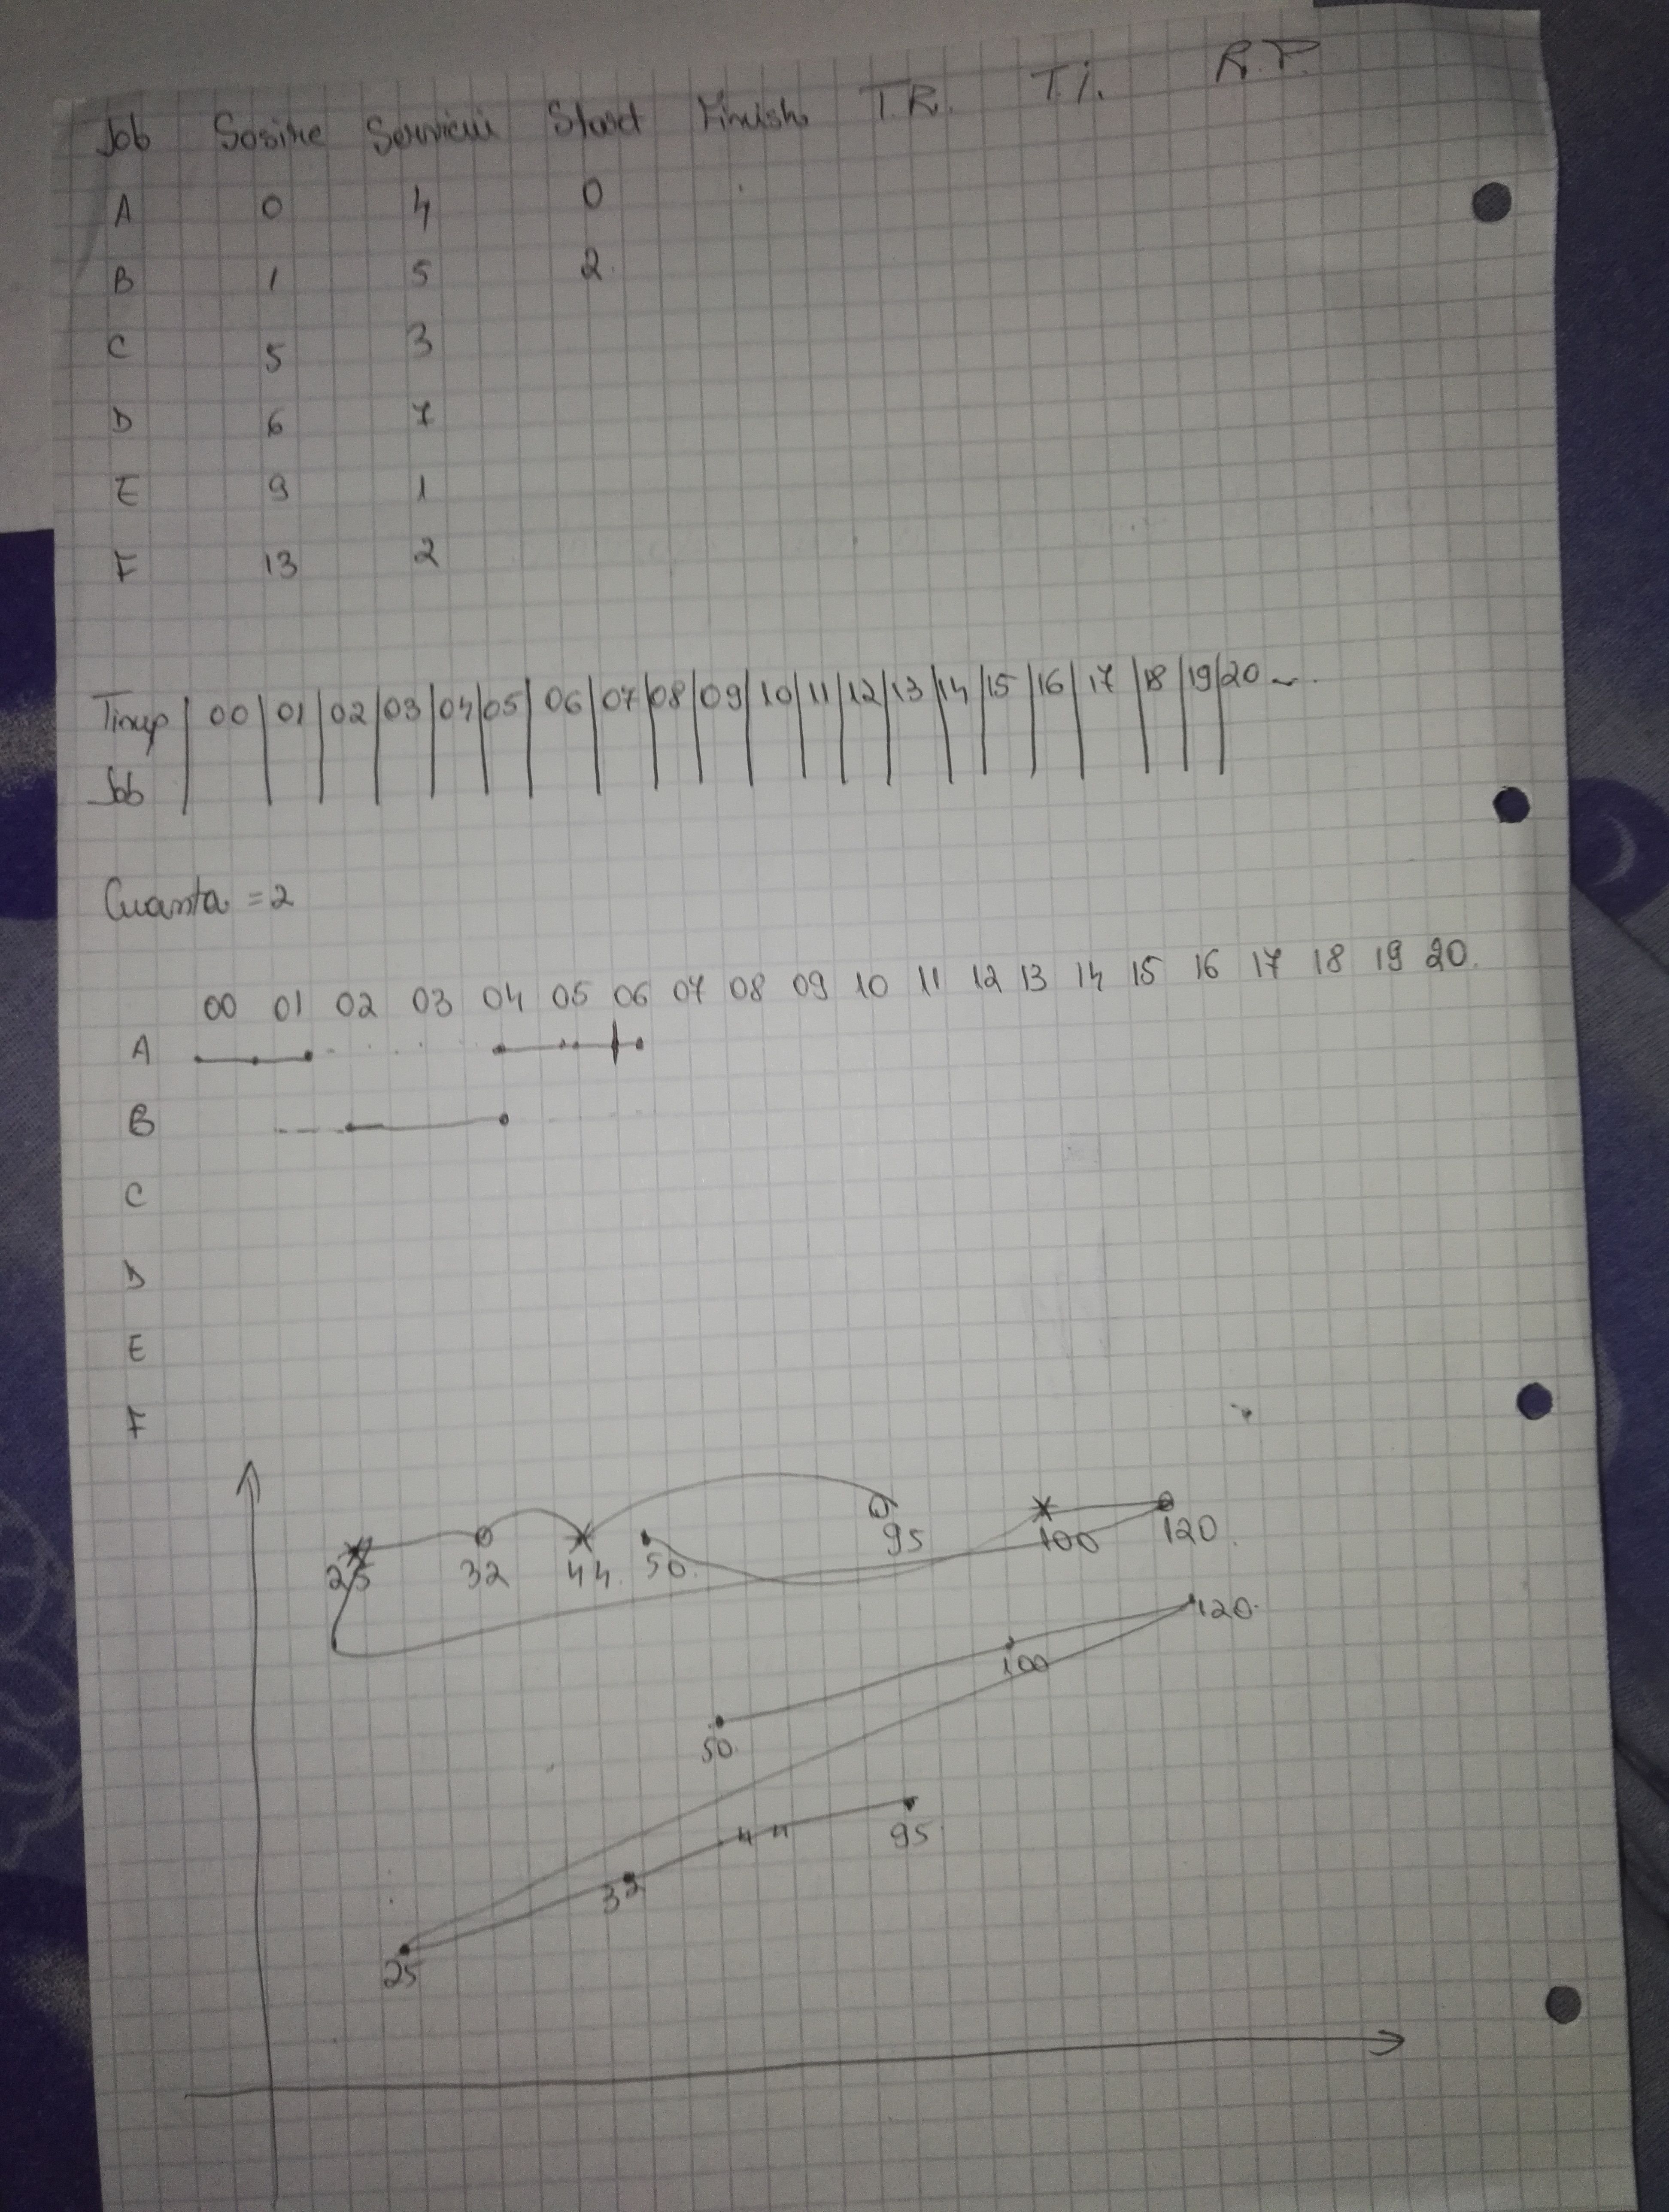 Job Sosire Servicii Start Finish T.R. T.i. R.P.
A 0 4 0
B 1 5 2
C 5 3
D 6 7
E 9 1
F 13 2
Timp | 00 | 01 | 02 | 03 | 04 | 05 | 06 | 07 | 08 | 09 | 10 | 11 | 12 | 13 | 14 | 15 | 16 | 17 | 18 | 19 | 20
Job
Cuanta = 2
00 01 02 03 04 05 06 07 08 09 10 11 12 13 14 15 16 17 18 19 20
A
B
C
D
E
F
25 32 44 50 95 100 120
120
100
50
44 95
32
25